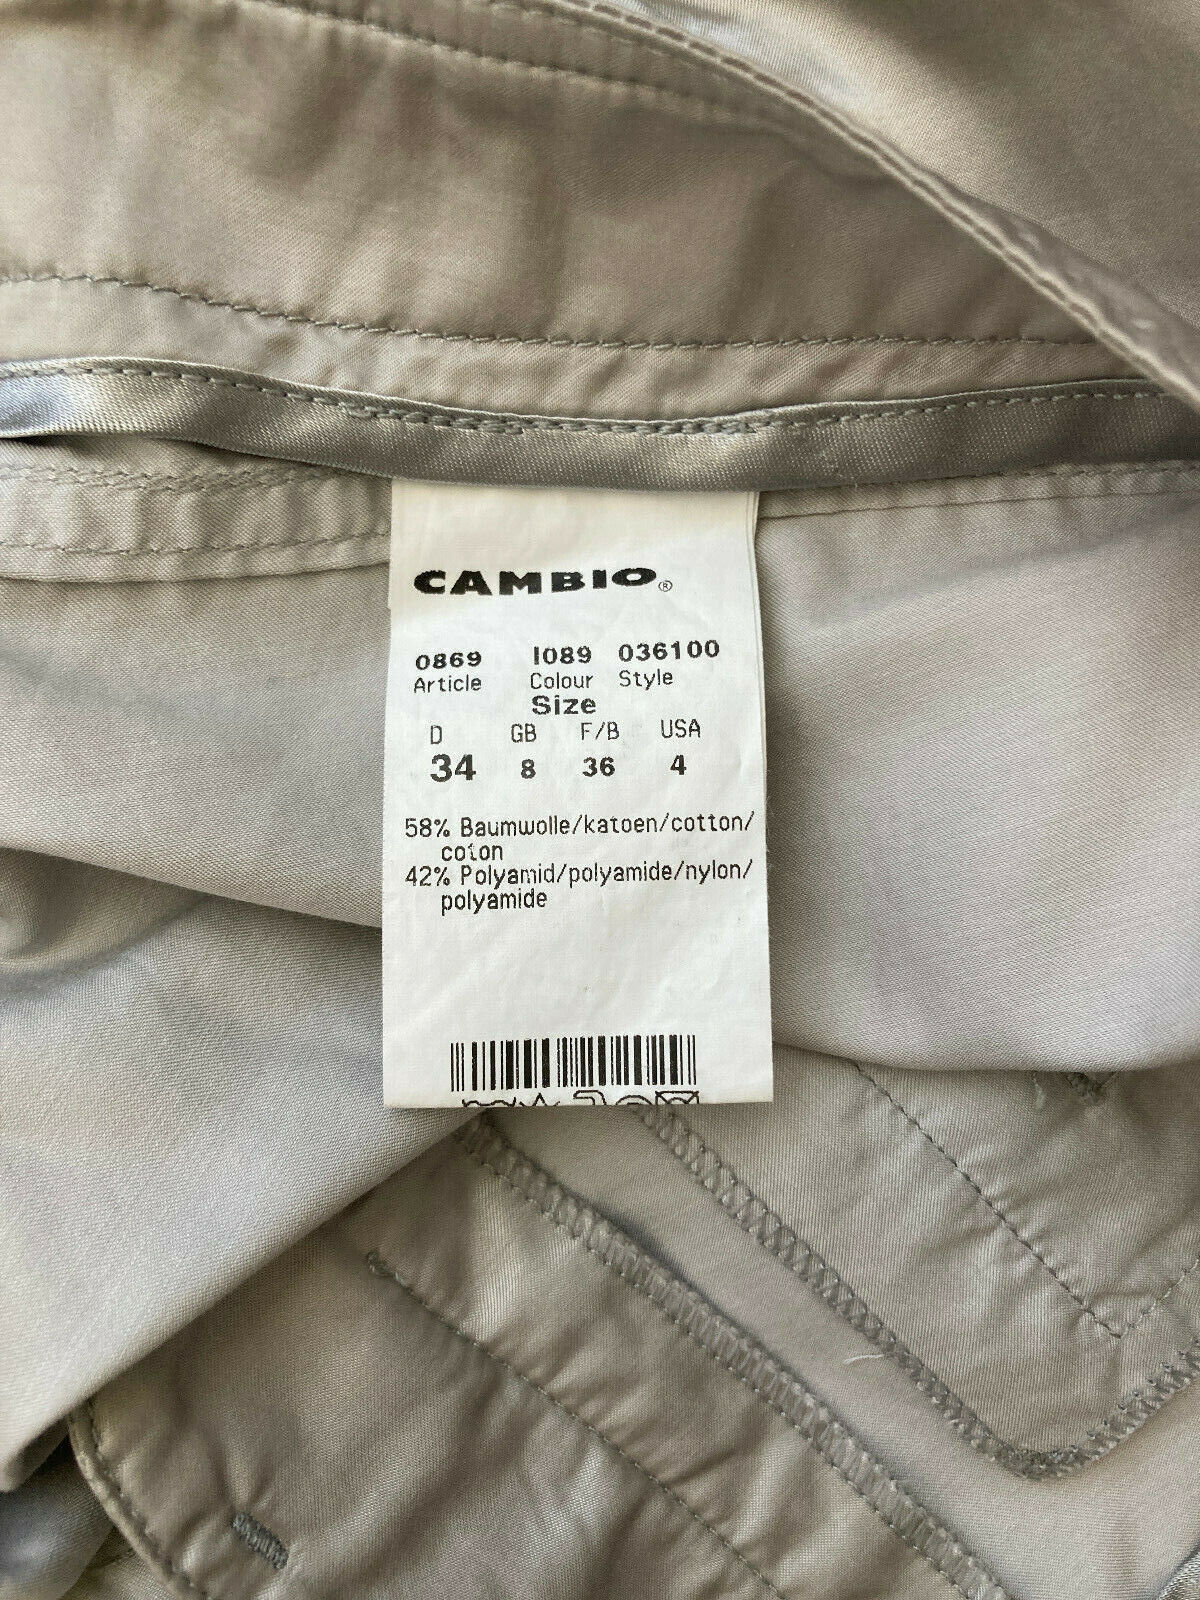 CAMBIO®
0869 I089 036100
Article Colour Style
Size
D GB F/B USA
34 8 36 4
58% Baumwolle/katoen/cotton/
coton
42% Polyamid/polyamide/nylon/
polyamide